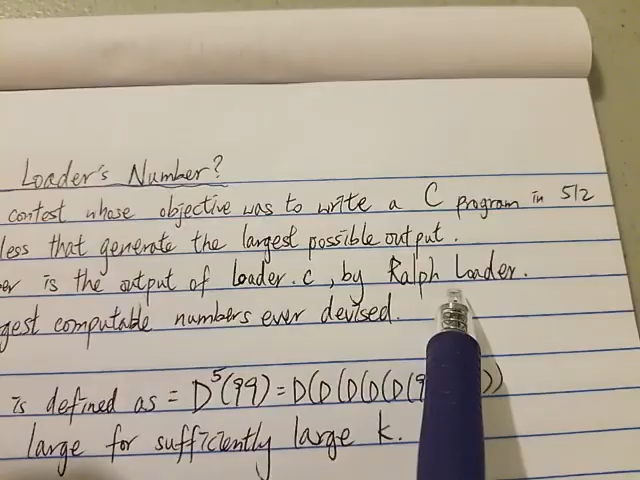 Loader's Number?
contest whose objective was to write a C program in 512
less that generate the largest possible output.
er is the output of loader.c, by Ralph Loader.
gest computable numbers ever devised.
is defined as = D⁵(99) = D(D(D(D(D(9 ))
large for sufficiently large k.